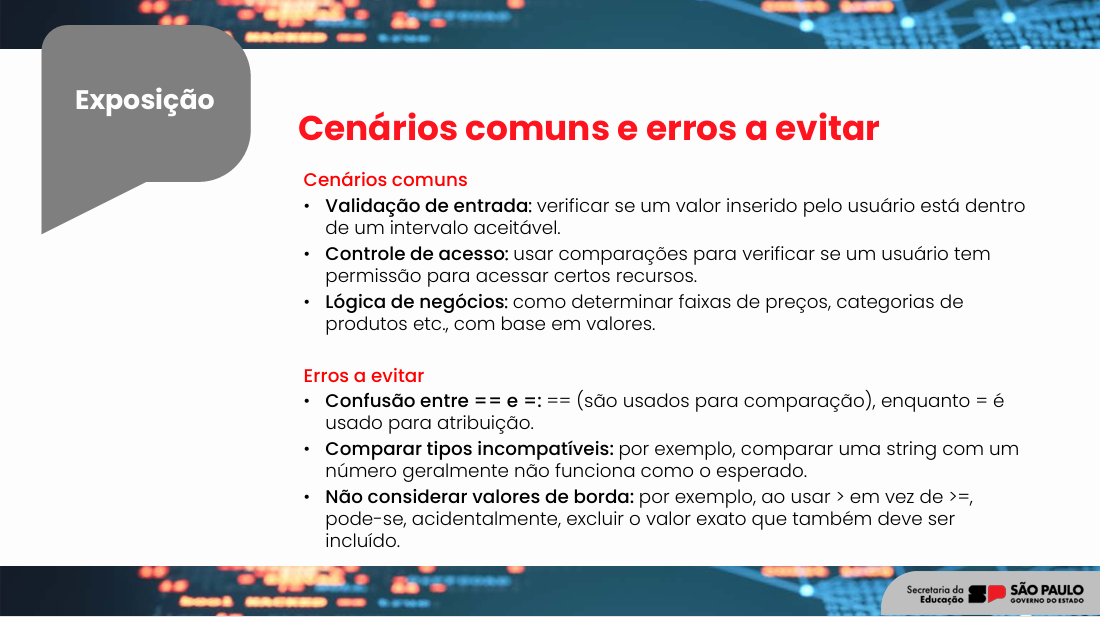 Exposição
Cenários comuns e erros a evitar
Cenários comuns
• Validação de entrada: verificar se um valor inserido pelo usuário está dentro
de um intervalo aceitável.
• Controle de acesso: usar comparações para verificar se um usuário tem
permissão para acessar certos recursos.
• Lógica de negócios: como determinar faixas de preços, categorias de
produtos etc., com base em valores.
Erros a evitar
• Confusão entre == e =: == (são usados para comparação), enquanto = é
usado para atribuição.
• Comparar tipos incompatíveis: por exemplo, comparar uma string com um
número geralmente não funciona como o esperado.
• Não considerar valores de borda: por exemplo, ao usar > em vez de >=,
pode-se, acidentalmente, excluir o valor exato que também deve ser
incluído.
Secretaria da
Educação
SÃO PAULO
GOVERNO DO ESTADO